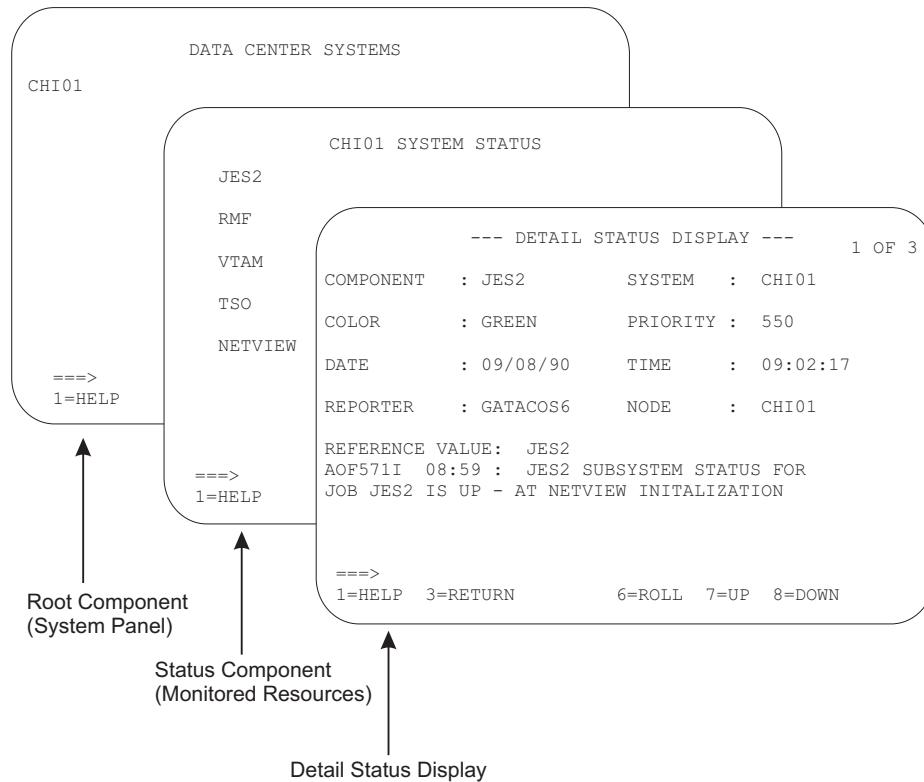 DATA CENTER SYSTEMS
CHI01
===>
1=HELP
CHI01 SYSTEM STATUS
JES2
RMF
VTAM
TSO
NETVIEW
===>
1=HELP
--- DETAIL STATUS DISPLAY ---
1 OF 3
COMPONENT : JES2 SYSTEM : CHI01
COLOR : GREEN PRIORITY : 550
DATE : 09/08/90 TIME : 09:02:17
REPORTER : GATACOS6 NODE : CHI01
REFERENCE VALUE: JES2
AOF571I 08:59 : JES2 SUBSYSTEM STATUS FOR
JOB JES2 IS UP - AT NETVIEW INITALIZATION
===>
1=HELP 3=RETURN 6=ROLL 7=UP 8=DOWN
Root Component
(System Panel)
Status Component
(Monitored Resources)
Detail Status Display